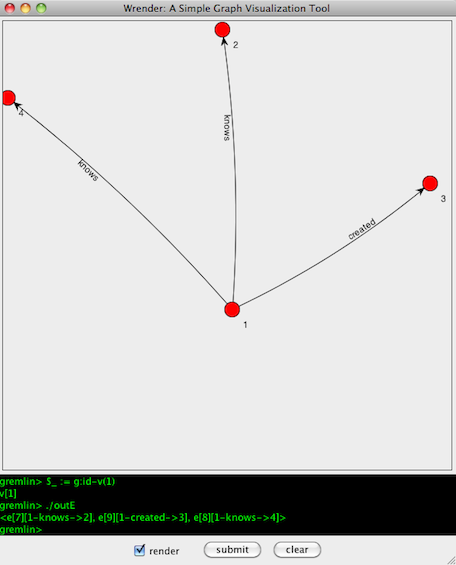 Wrender: A Simple Graph Visualization Tool
2
4
knows
knows
3
created
1
gremlin> $_ := g:id-v(1)
v[1]
gremlin> ./outE
<e[7][1-knows->2], e[9][1-created->3], e[8][1-knows->4]>
gremlin>
render submit clear